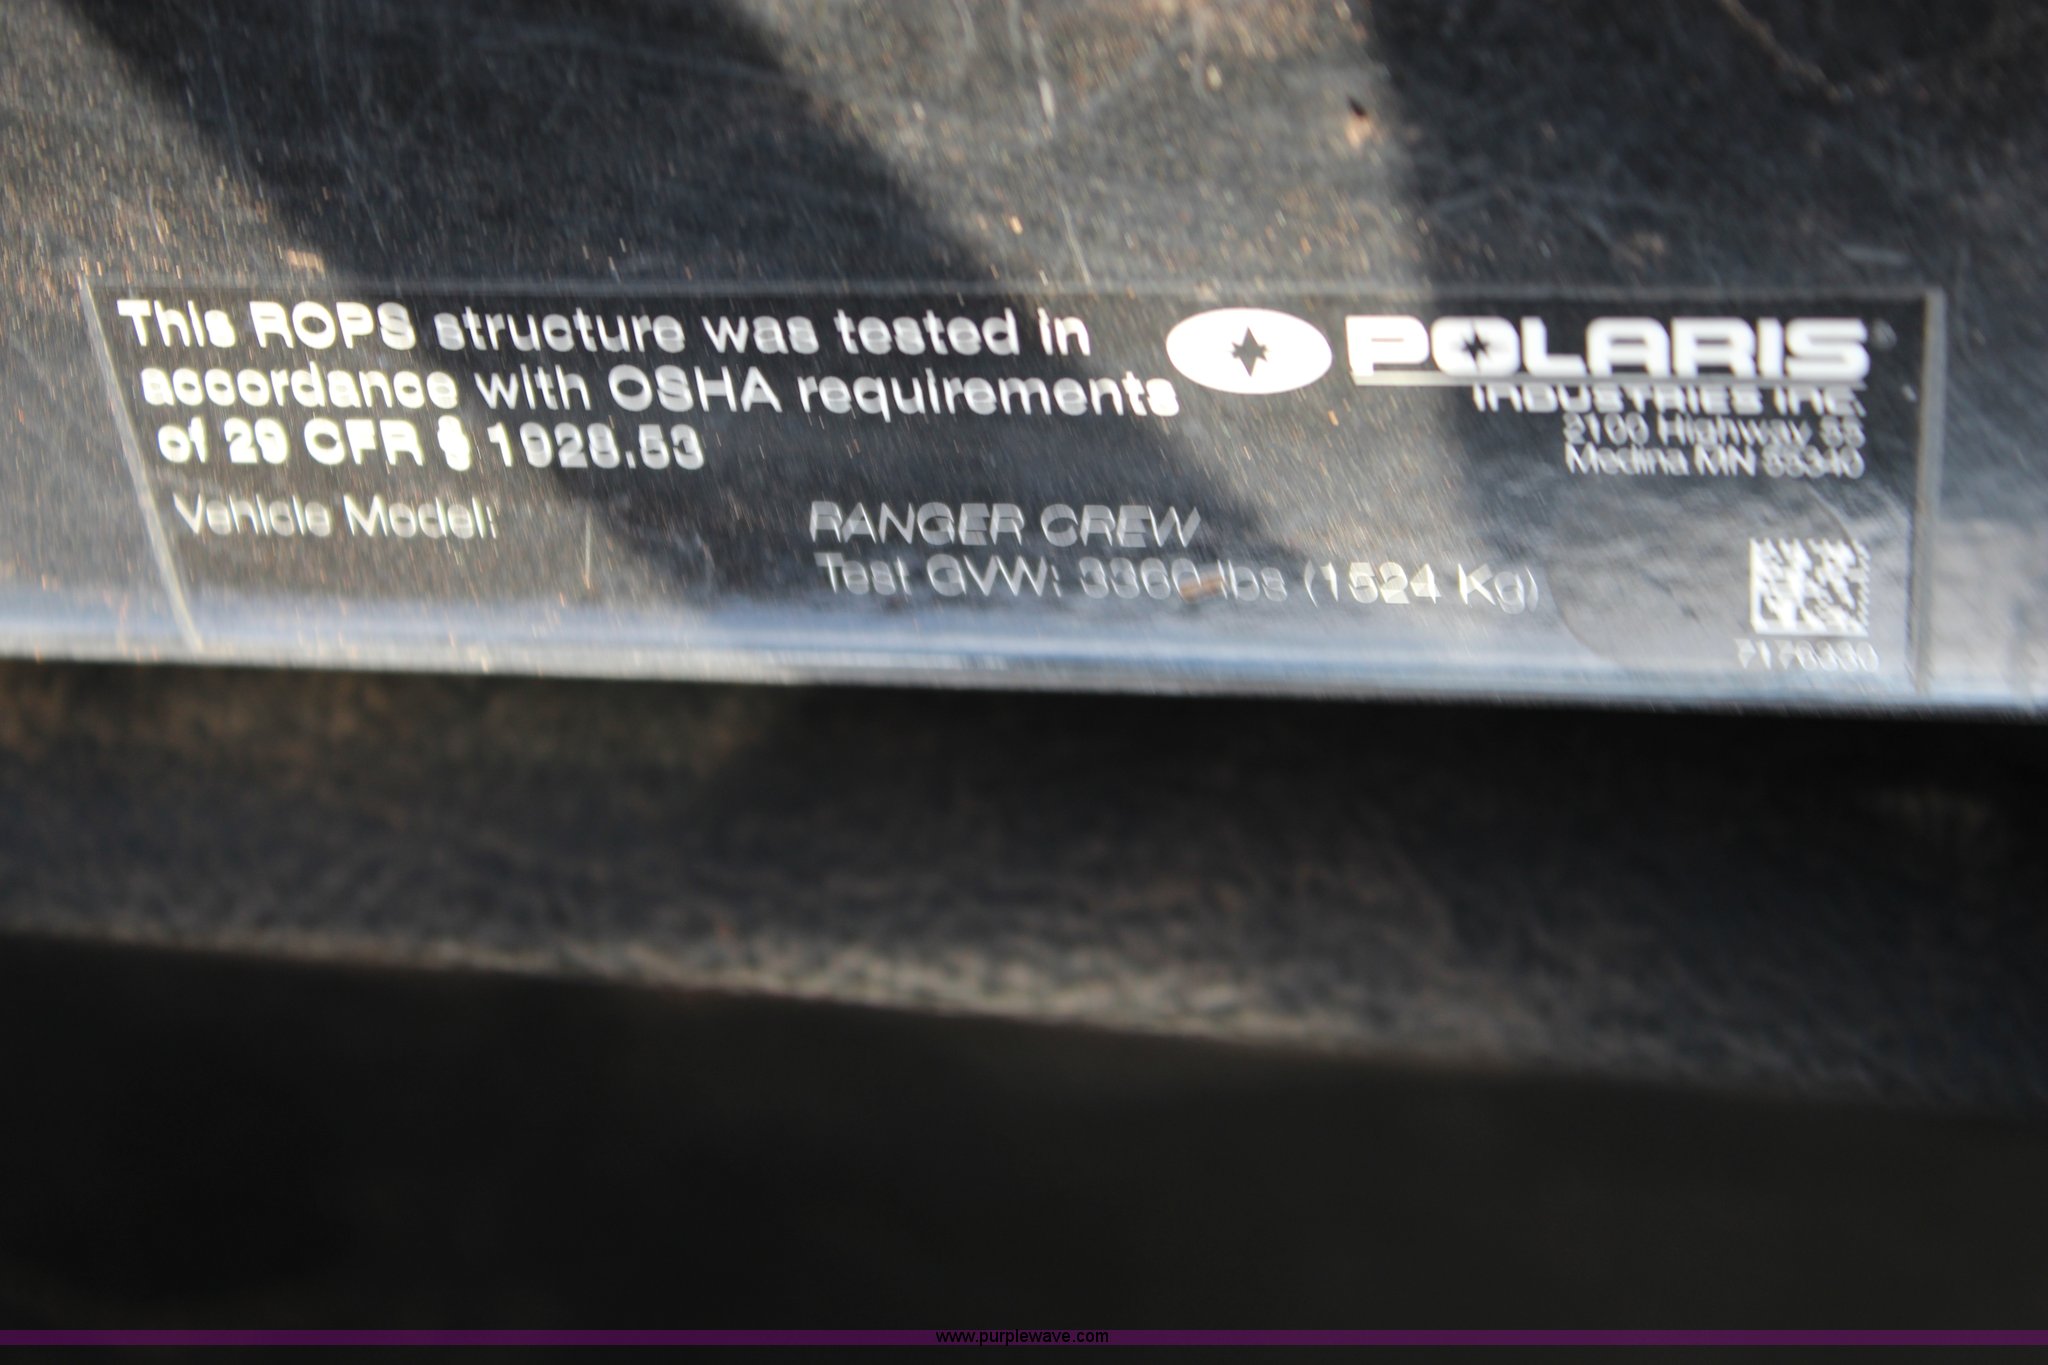 This ROPS structure was tested in
accordance with OSHA requirements
of 29 CFR § 1928.53
Vehicle Model:
RANGER CREW
Test GVW: 3360 lbs (1524 Kg)
POLARIS
INDUSTRIES INC.
2100 Highway 55
Medina MN 55340
7176330
www.purplewave.com